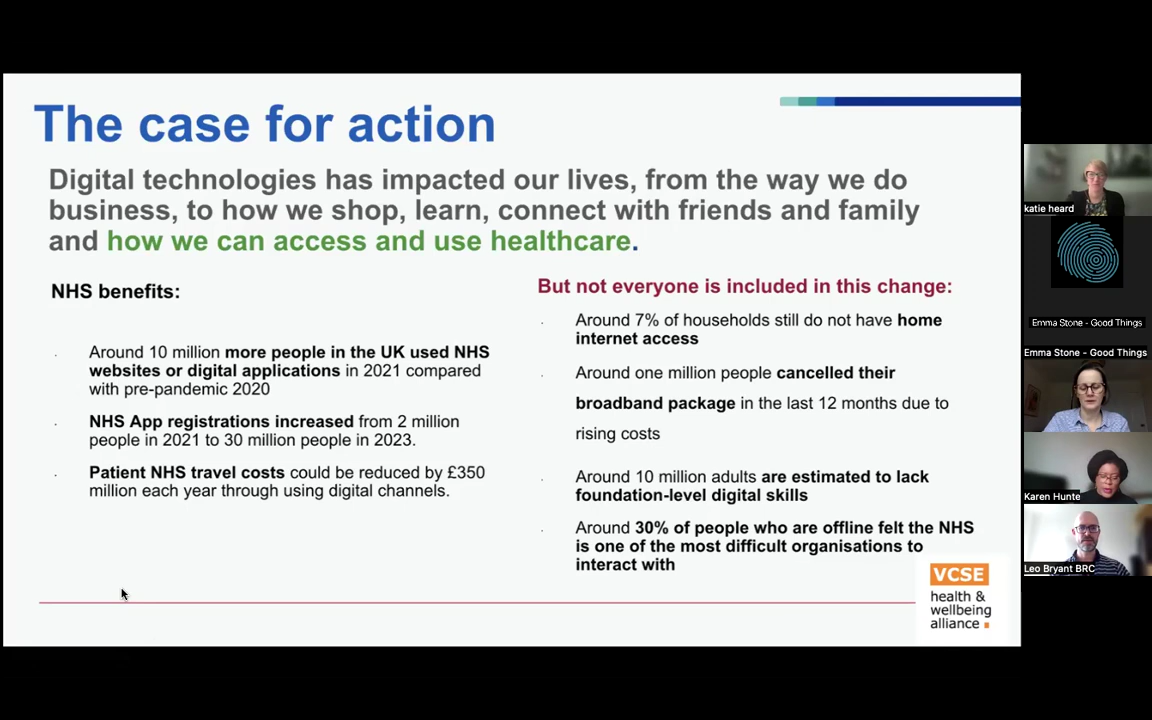 The case for action
Digital technologies has impacted our lives, from the way we do
business, to how we shop, learn, connect with friends and family
and how we can access and use healthcare.
NHS benefits:
Around 10 million more people in the UK used NHS
websites or digital applications in 2021 compared
with pre-pandemic 2020
NHS App registrations increased from 2 million
people in 2021 to 30 million people in 2023.
Patient NHS travel costs could be reduced by £350
million each year through using digital channels.
But not everyone is included in this change:
Around 7% of households still do not have home
internet access
Around one million people cancelled their
broadband package in the last 12 months due to
rising costs
Around 10 million adults are estimated to lack
foundation-level digital skills
Around 30% of people who are offline felt the NHS
is one of the most difficult organisations to
interact with
VCSE
health &
wellbeing
alliance
katie heard
Emma Stone - Good Things
Emma Stone - Good Things
Karen Hunte
Leo Bryant BRC